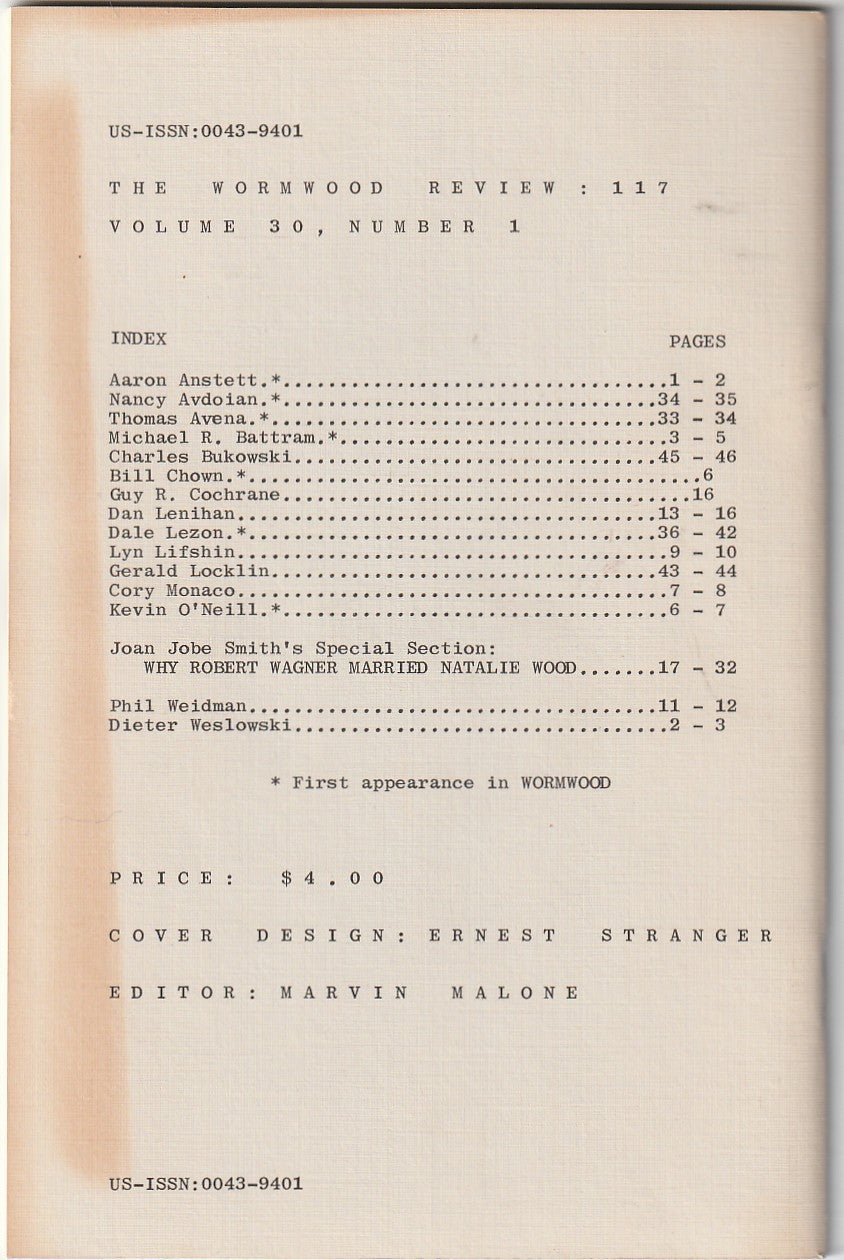 US-ISSN:0043-9401
THE WORMWOOD REVIEW : 117
VOLUME 30, NUMBER 1
INDEX PAGES
Aaron Anstett.*..................................1 - 2
Nancy Avdoian.*.................................34 - 35
Thomas Avena.*..................................33 - 34
Michael R. Battram.*.............................3 - 5
Charles Bukowski................................45 - 46
Bill Chown.*........................................6
Guy R. Cochrane....................................16
Dan Lenihan.....................................13 - 16
Dale Lezon.*....................................36 - 42
Lyn Lifshin......................................9 - 10
Gerald Locklin..................................43 - 44
Cory Monaco......................................7 - 8
Kevin O'Neill.*..................................6 - 7
Joan Jobe Smith's Special Section:
WHY ROBERT WAGNER MARRIED NATALIE WOOD.......17 - 32
Phil Weidman....................................11 - 12
Dieter Weslowski.................................2 - 3
* First appearance in WORMWOOD
PRICE: $4.00
COVER DESIGN: ERNEST STRANGER
EDITOR: MARVIN MALONE
US-ISSN:0043-9401